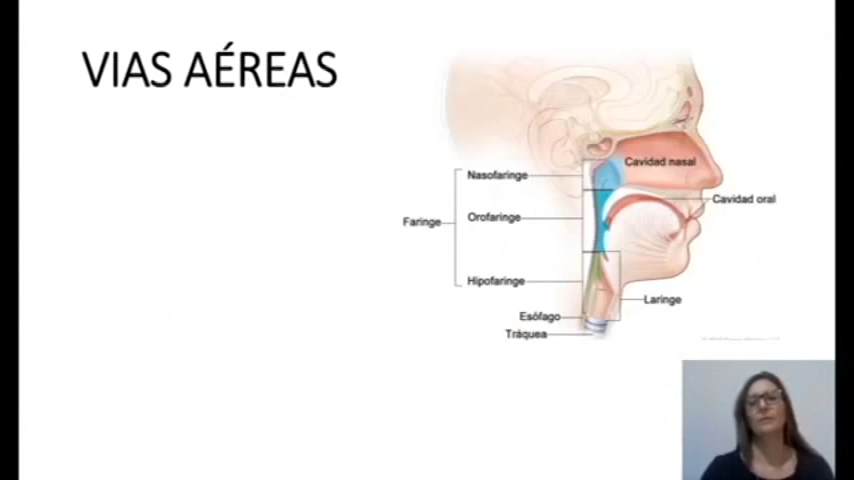 VIAS AÉREAS
Cavidad nasal
Nasofaringe
Cavidad oral
Faringe
Orofaringe
Hipofaringe
Laringe
Esófago
Tráquea